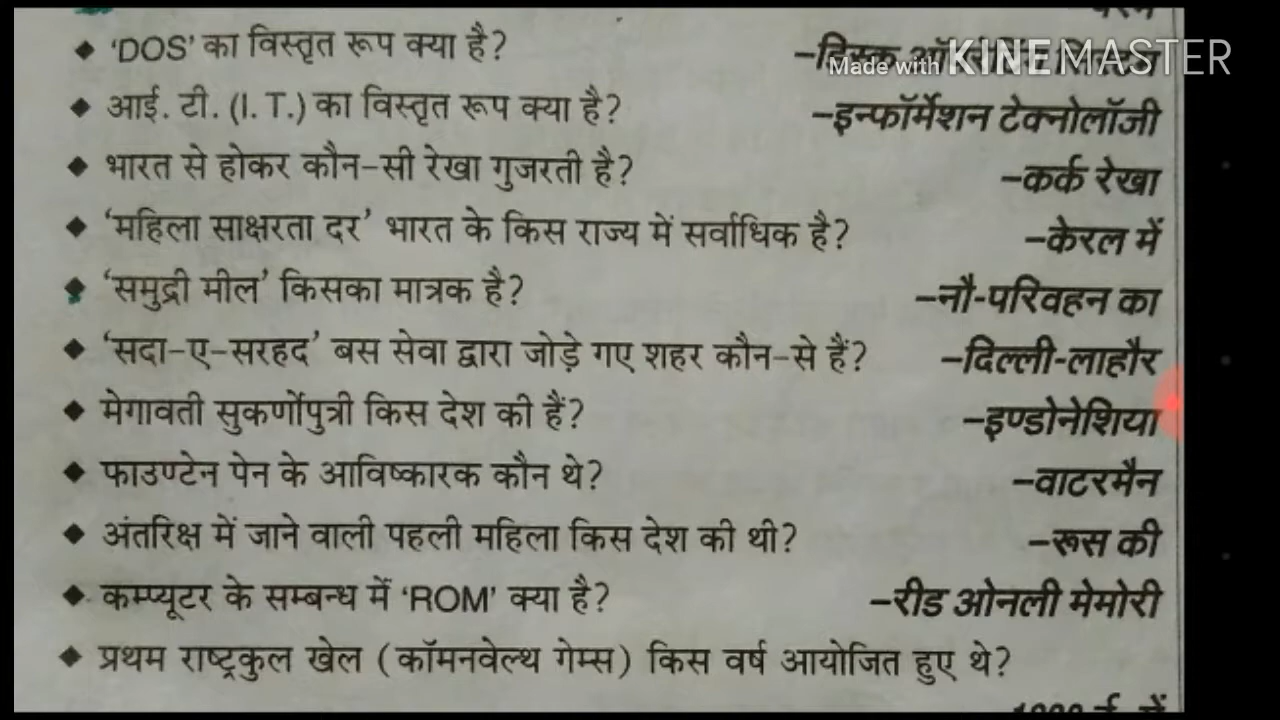 ◆ 'DOS' का विस्तृत रूप क्या है? –डिस्क
Made with KINEMASTER
◆ आई. टी. (I. T.) का विस्तृत रूप क्या है? –इन्फॉर्मेशन टेक्नोलॉजी
◆ भारत से होकर कौन-सी रेखा गुजरती है? –कर्क रेखा
◆ 'महिला साक्षरता दर' भारत के किस राज्य में सर्वाधिक है? –केरल में
◆ 'समुद्री मील' किसका मात्रक है? –नौ-परिवहन का
◆ 'सदा-ए-सरहद' बस सेवा द्वारा जोड़े गए शहर कौन-से हैं? –दिल्ली-लाहौर
◆ मेगावती सुकर्णोपुत्री किस देश की हैं? –इण्डोनेशिया
◆ फाउण्टेन पेन के आविष्कारक कौन थे? –वाटरमैन
◆ अंतरिक्ष में जाने वाली पहली महिला किस देश की थी? –रूस की
◆ कम्प्यूटर के सम्बन्ध में 'ROM' क्या है? –रीड ओनली मेमोरी
◆ प्रथम राष्ट्रकुल खेल (कॉमनवेल्थ गेम्स) किस वर्ष आयोजित हुए थे?